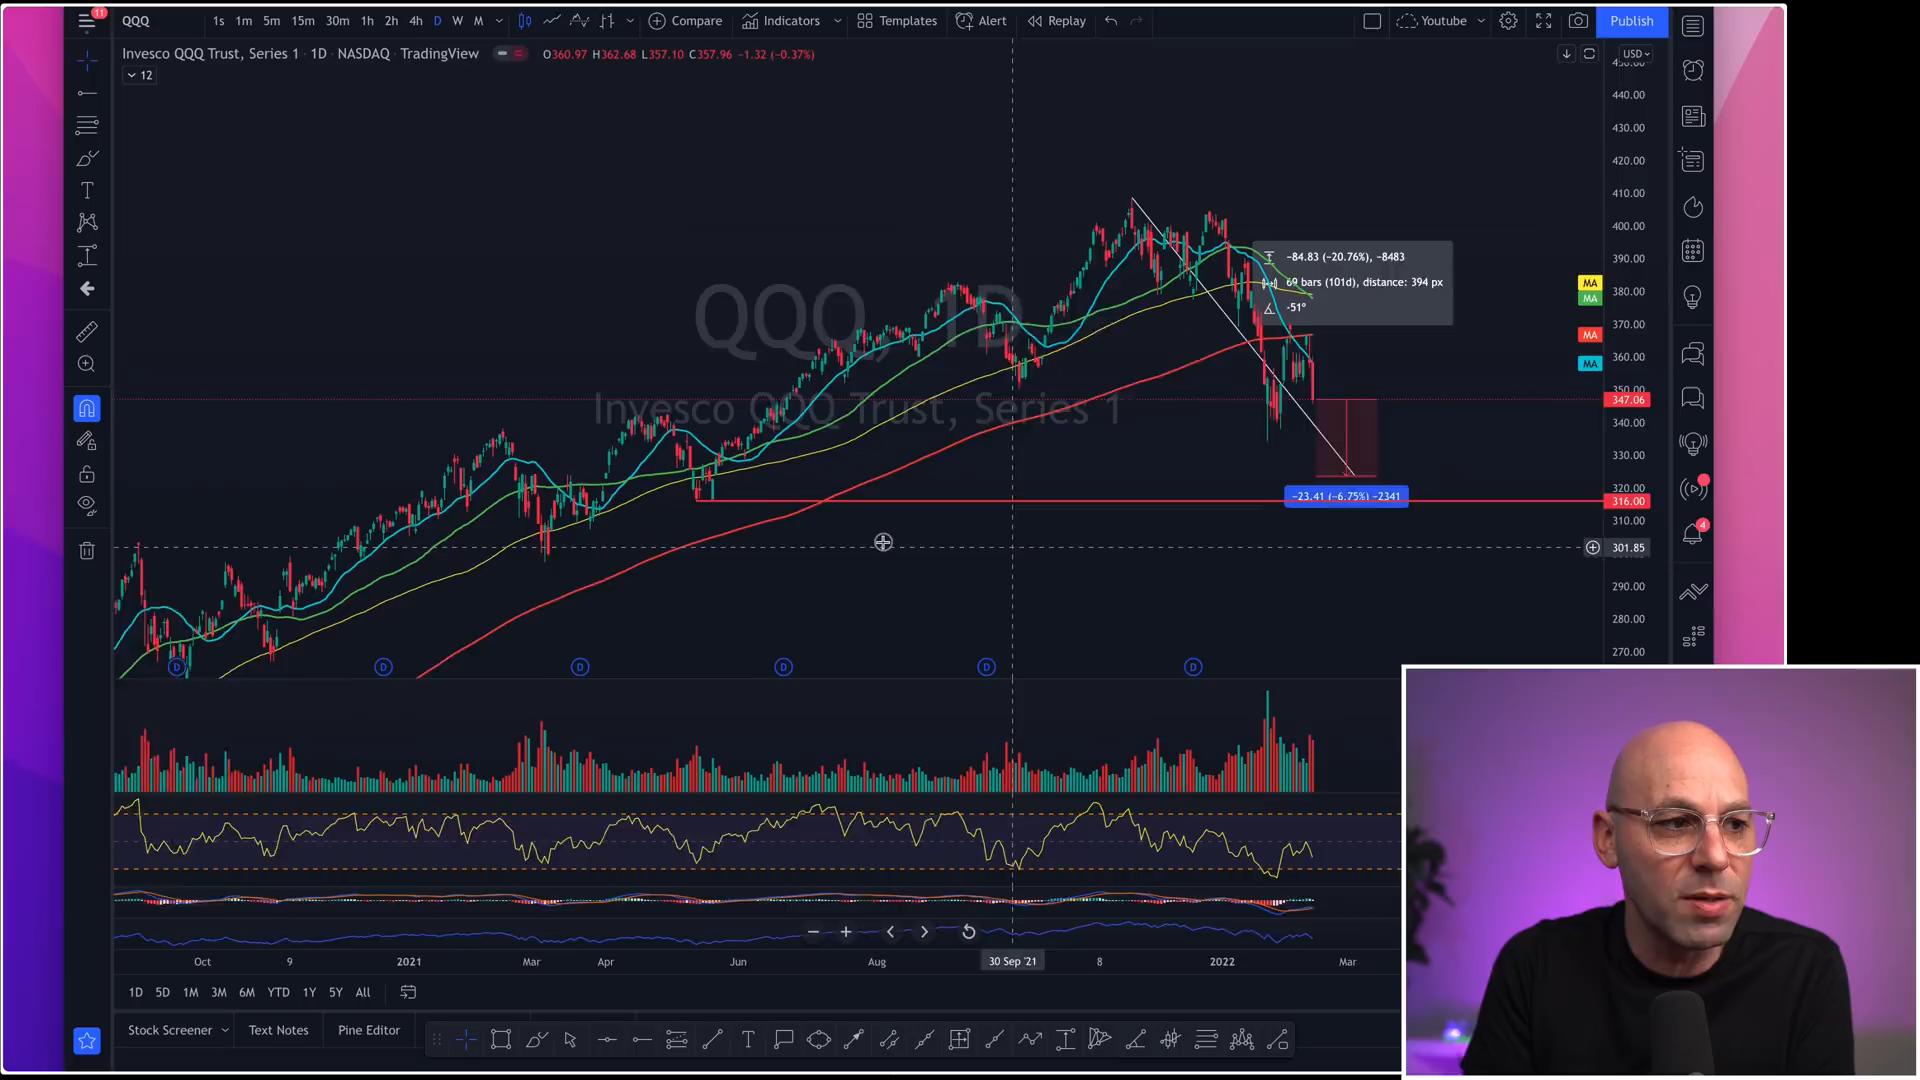 11
QQQ
1s 1m 5m 15m 30m 1h 2h 4h D W M
Compare
Indicators
Templates
Alert
Replay
Youtube
Publish
Invesco QQQ Trust, Series 1 · 1D · NASDAQ · TradingView
O360.97 H362.68 L357.10 C357.96 −1.32 (−0.37%)
USD
12
440.00
430.00
420.00
410.00
400.00
390.00
380.00
370.00
360.00
350.00
347.06
340.00
330.00
320.00
316.00
310.00
301.85
290.00
280.00
270.00
QQQ, 1D
Invesco QQQ Trust, Series 1
−84.83 (−20.76%), −8483
69 bars (101d), distance: 394 px
-51°
MA
MA
MA
MA
−23.41 (−6.75%) −2341
4
D D D D D D
Oct 9 2021 Mar Apr Jun Aug 30 Sep '21 8 2022 Mar
1D 5D 1M 3M 6M YTD 1Y 5Y All
Stock Screener
Text Notes
Pine Editor